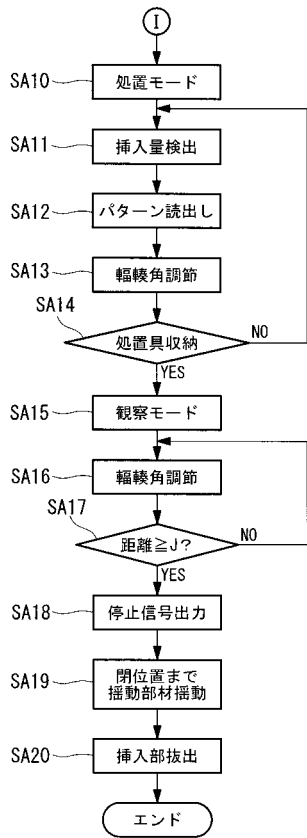 I
SA10
処置モード
SA11
挿入量検出
SA12
パターン読出し
SA13
輻輳角調節
SA14
処置具収納
NO
YES
SA15
観察モード
SA16
輻輳角調節
SA17
距離≧J?
NO
YES
SA18
停止信号出力
SA19
閉位置まで
揺動部材揺動
SA20
挿入部抜出
エンド